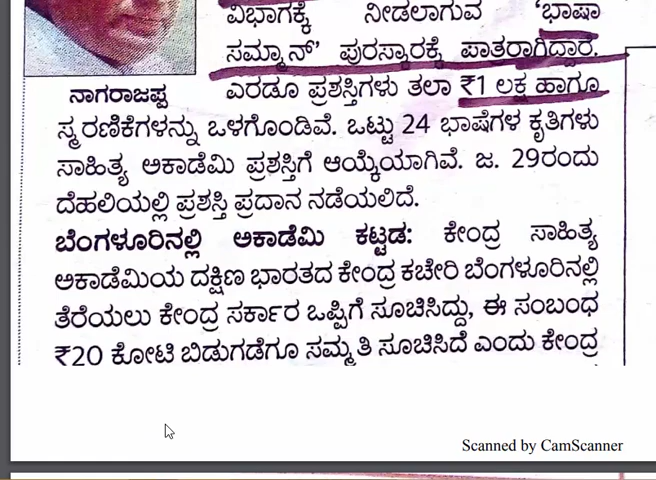 ವಿಭಾಗಕ್ಕೆ ನೀಡಲಾಗುವ 'ಭಾಷಾ
ಸಮ್ಮಾನ್' ಪುರಸ್ಕಾರಕ್ಕೆ ಪಾತರಾಗಿದ್ದಾರೆ.
ನಾಗರಾಜಪ್ಪ ಎರಡೂ ಪ್ರಶಸ್ತಿಗಳು ತಲಾ ₹1 ಲಕ್ಷ ಹಾಗೂ
ಸ್ಮರಣಿಕೆಗಳನ್ನು ಒಳಗೊಂಡಿವೆ. ಒಟ್ಟು 24 ಭಾಷೆಗಳ ಕೃತಿಗಳು
ಸಾಹಿತ್ಯ ಅಕಾಡೆಮಿ ಪ್ರಶಸ್ತಿಗೆ ಆಯ್ಕೆಯಾಗಿವೆ. ಜ. 29ರಂದು
ದೆಹಲಿಯಲ್ಲಿ ಪ್ರಶಸ್ತಿ ಪ್ರದಾನ ನಡೆಯಲಿದೆ.
ಬೆಂಗಳೂರಿನಲ್ಲಿ ಅಕಾಡೆಮಿ ಕಟ್ಟಡ: ಕೇಂದ್ರ ಸಾಹಿತ್ಯ
ಅಕಾಡೆಮಿಯ ದಕ್ಷಿಣ ಭಾರತದ ಕೇಂದ್ರ ಕಚೇರಿ ಬೆಂಗಳೂರಿನಲ್ಲಿ
ತೆರೆಯಲು ಕೇಂದ್ರ ಸರ್ಕಾರ ಒಪ್ಪಿಗೆ ಸೂಚಿಸಿದ್ದು, ಈ ಸಂಬಂಧ
₹20 ಕೋಟಿ ಬಿಡುಗಡೆಗೂ ಸಮ್ಮತಿ ಸೂಚಿಸಿದೆ ಎಂದು ಕೇಂದ್ರ
Scanned by CamScanner